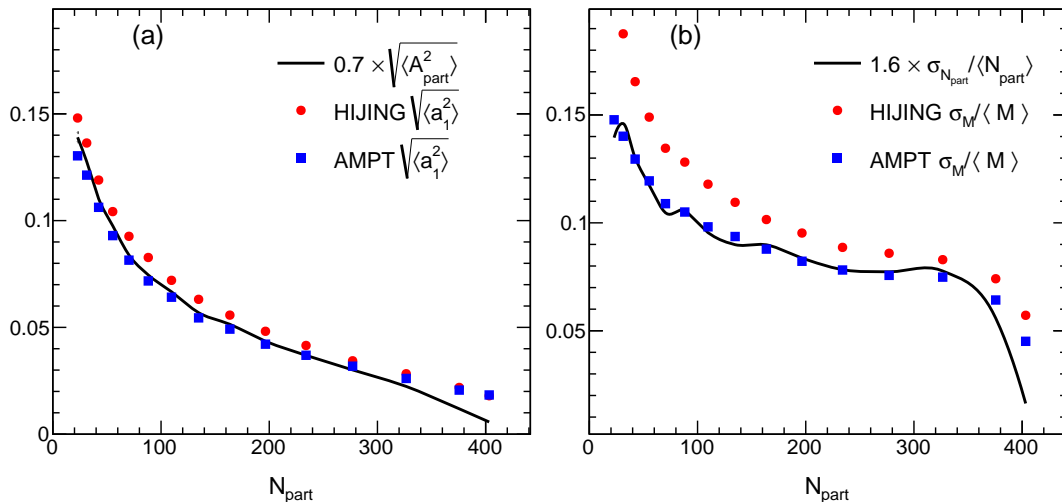 (a)
0.7 × √⟨A²part⟩
HIJING √⟨a₁²⟩
AMPT √⟨a₁²⟩
0.15
0.1
0.05
0
0 100 200 300 400
Npart
(b)
1.6 × σNpart/⟨Npart⟩
HIJING σM/⟨ M ⟩
AMPT σM/⟨ M ⟩
0.15
0.1
0.05
0
0 100 200 300 400
Npart